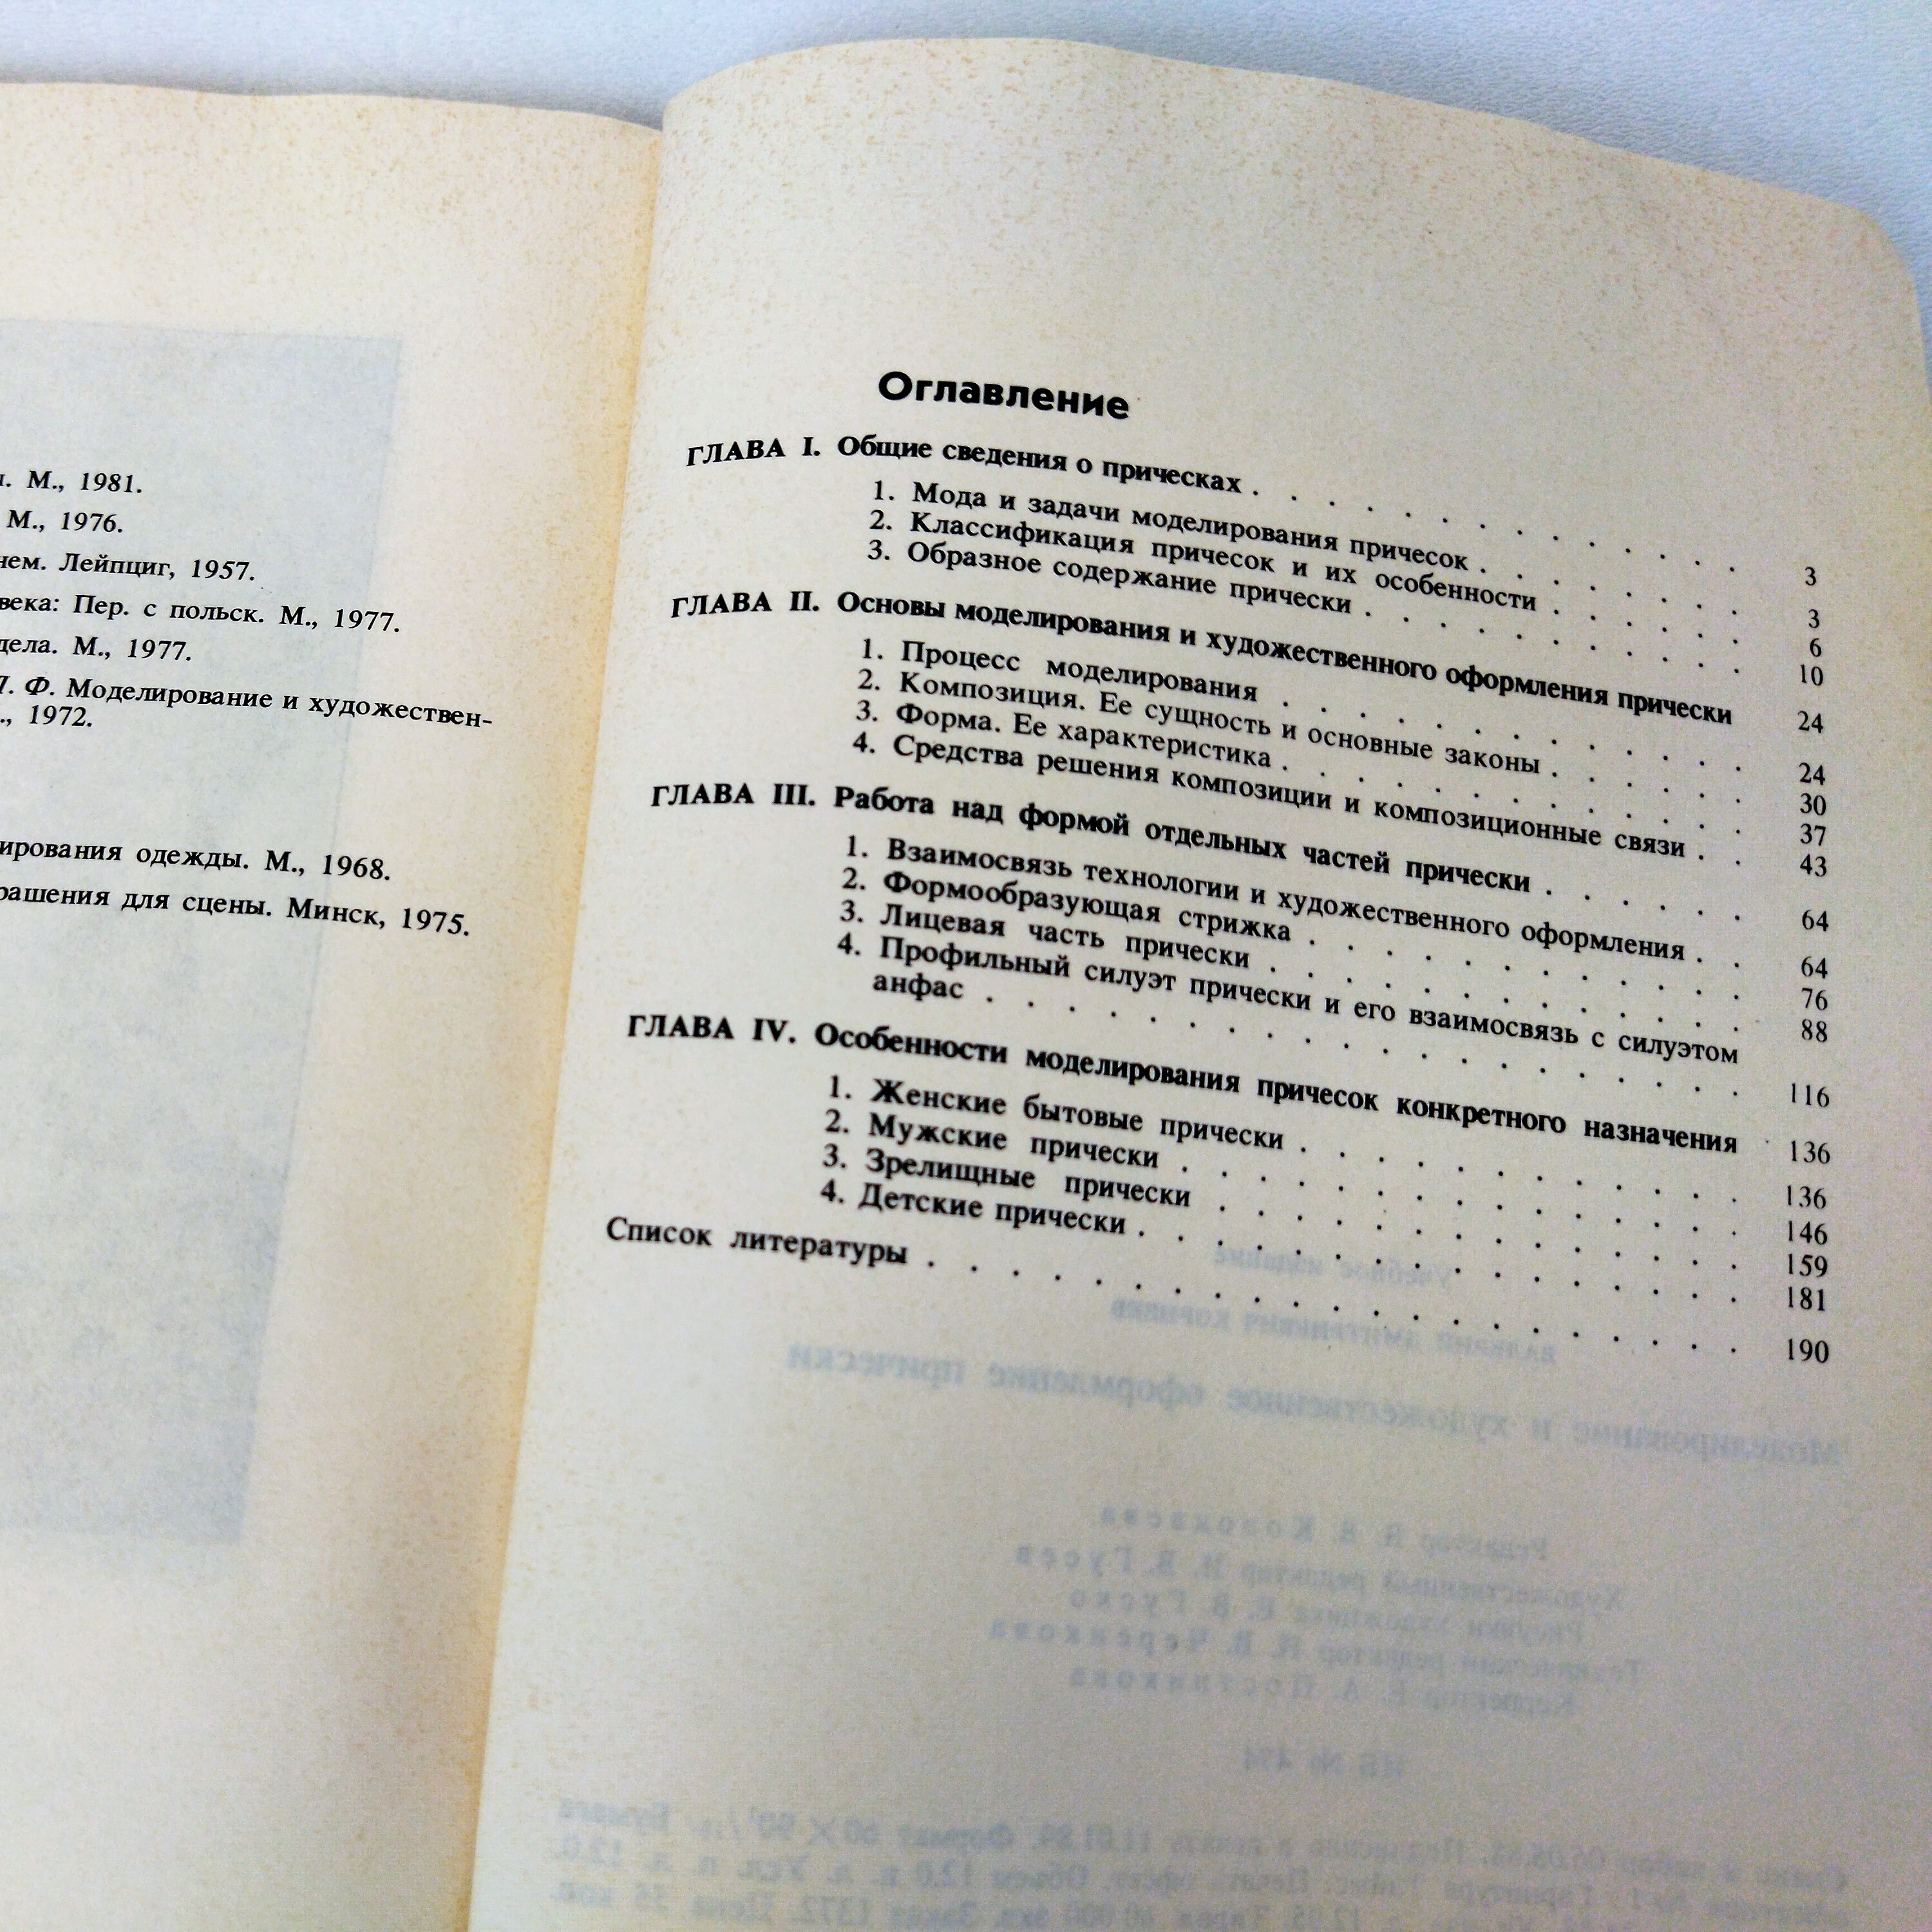 М., 1981.
М., 1976.
нем. Лейпциг, 1957.
века: Пер. с польск. М., 1977.
дела. М., 1977.
Ф. Моделирование и художествен-
1972.
ирования одежды. М., 1968.
рашения для сцены. Минск, 1975.
Оглавление
ГЛАВА I. Общие сведения о прическах . . . . . . . . . . . . . 3
1. Мода и задачи моделирования причесок . . . . . . . 3
2. Классификация причесок и их особенности . . . . . . 6
3. Образное содержание прически . . . . . . . . . . 10
ГЛАВА II. Основы моделирования и художественного оформления прически 24
1. Процесс моделирования . . . . . . . . . . . . 24
2. Композиция. Ее сущность и основные законы . . . . . 30
3. Форма. Ее характеристика . . . . . . . . . . . . 37
4. Средства решения композиции и композиционные связи . . 43
ГЛАВА III. Работа над формой отдельных частей прически . . . . . . 64
1. Взаимосвязь технологии и художественного оформления . . 64
2. Формообразующая стрижка . . . . . . . . . . . . 76
3. Лицевая часть прически . . . . . . . . . . . . . 88
4. Профильный силуэт прически и его взаимосвязь с силуэтом
анфас . . . . . . . . . . . . . . . . . . . . 116
ГЛАВА IV. Особенности моделирования причесок конкретного назначения 136
1. Женские бытовые прически . . . . . . . . . . . . 136
2. Мужские прически . . . . . . . . . . . . . . . 146
3. Зрелищные прически . . . . . . . . . . . . . . 159
4. Детские прически . . . . . . . . . . . . . . . . 181
Список литературы . . . . . . . . . . . . . . . . . . . . . 190
Моделирование и художественное оформление прически